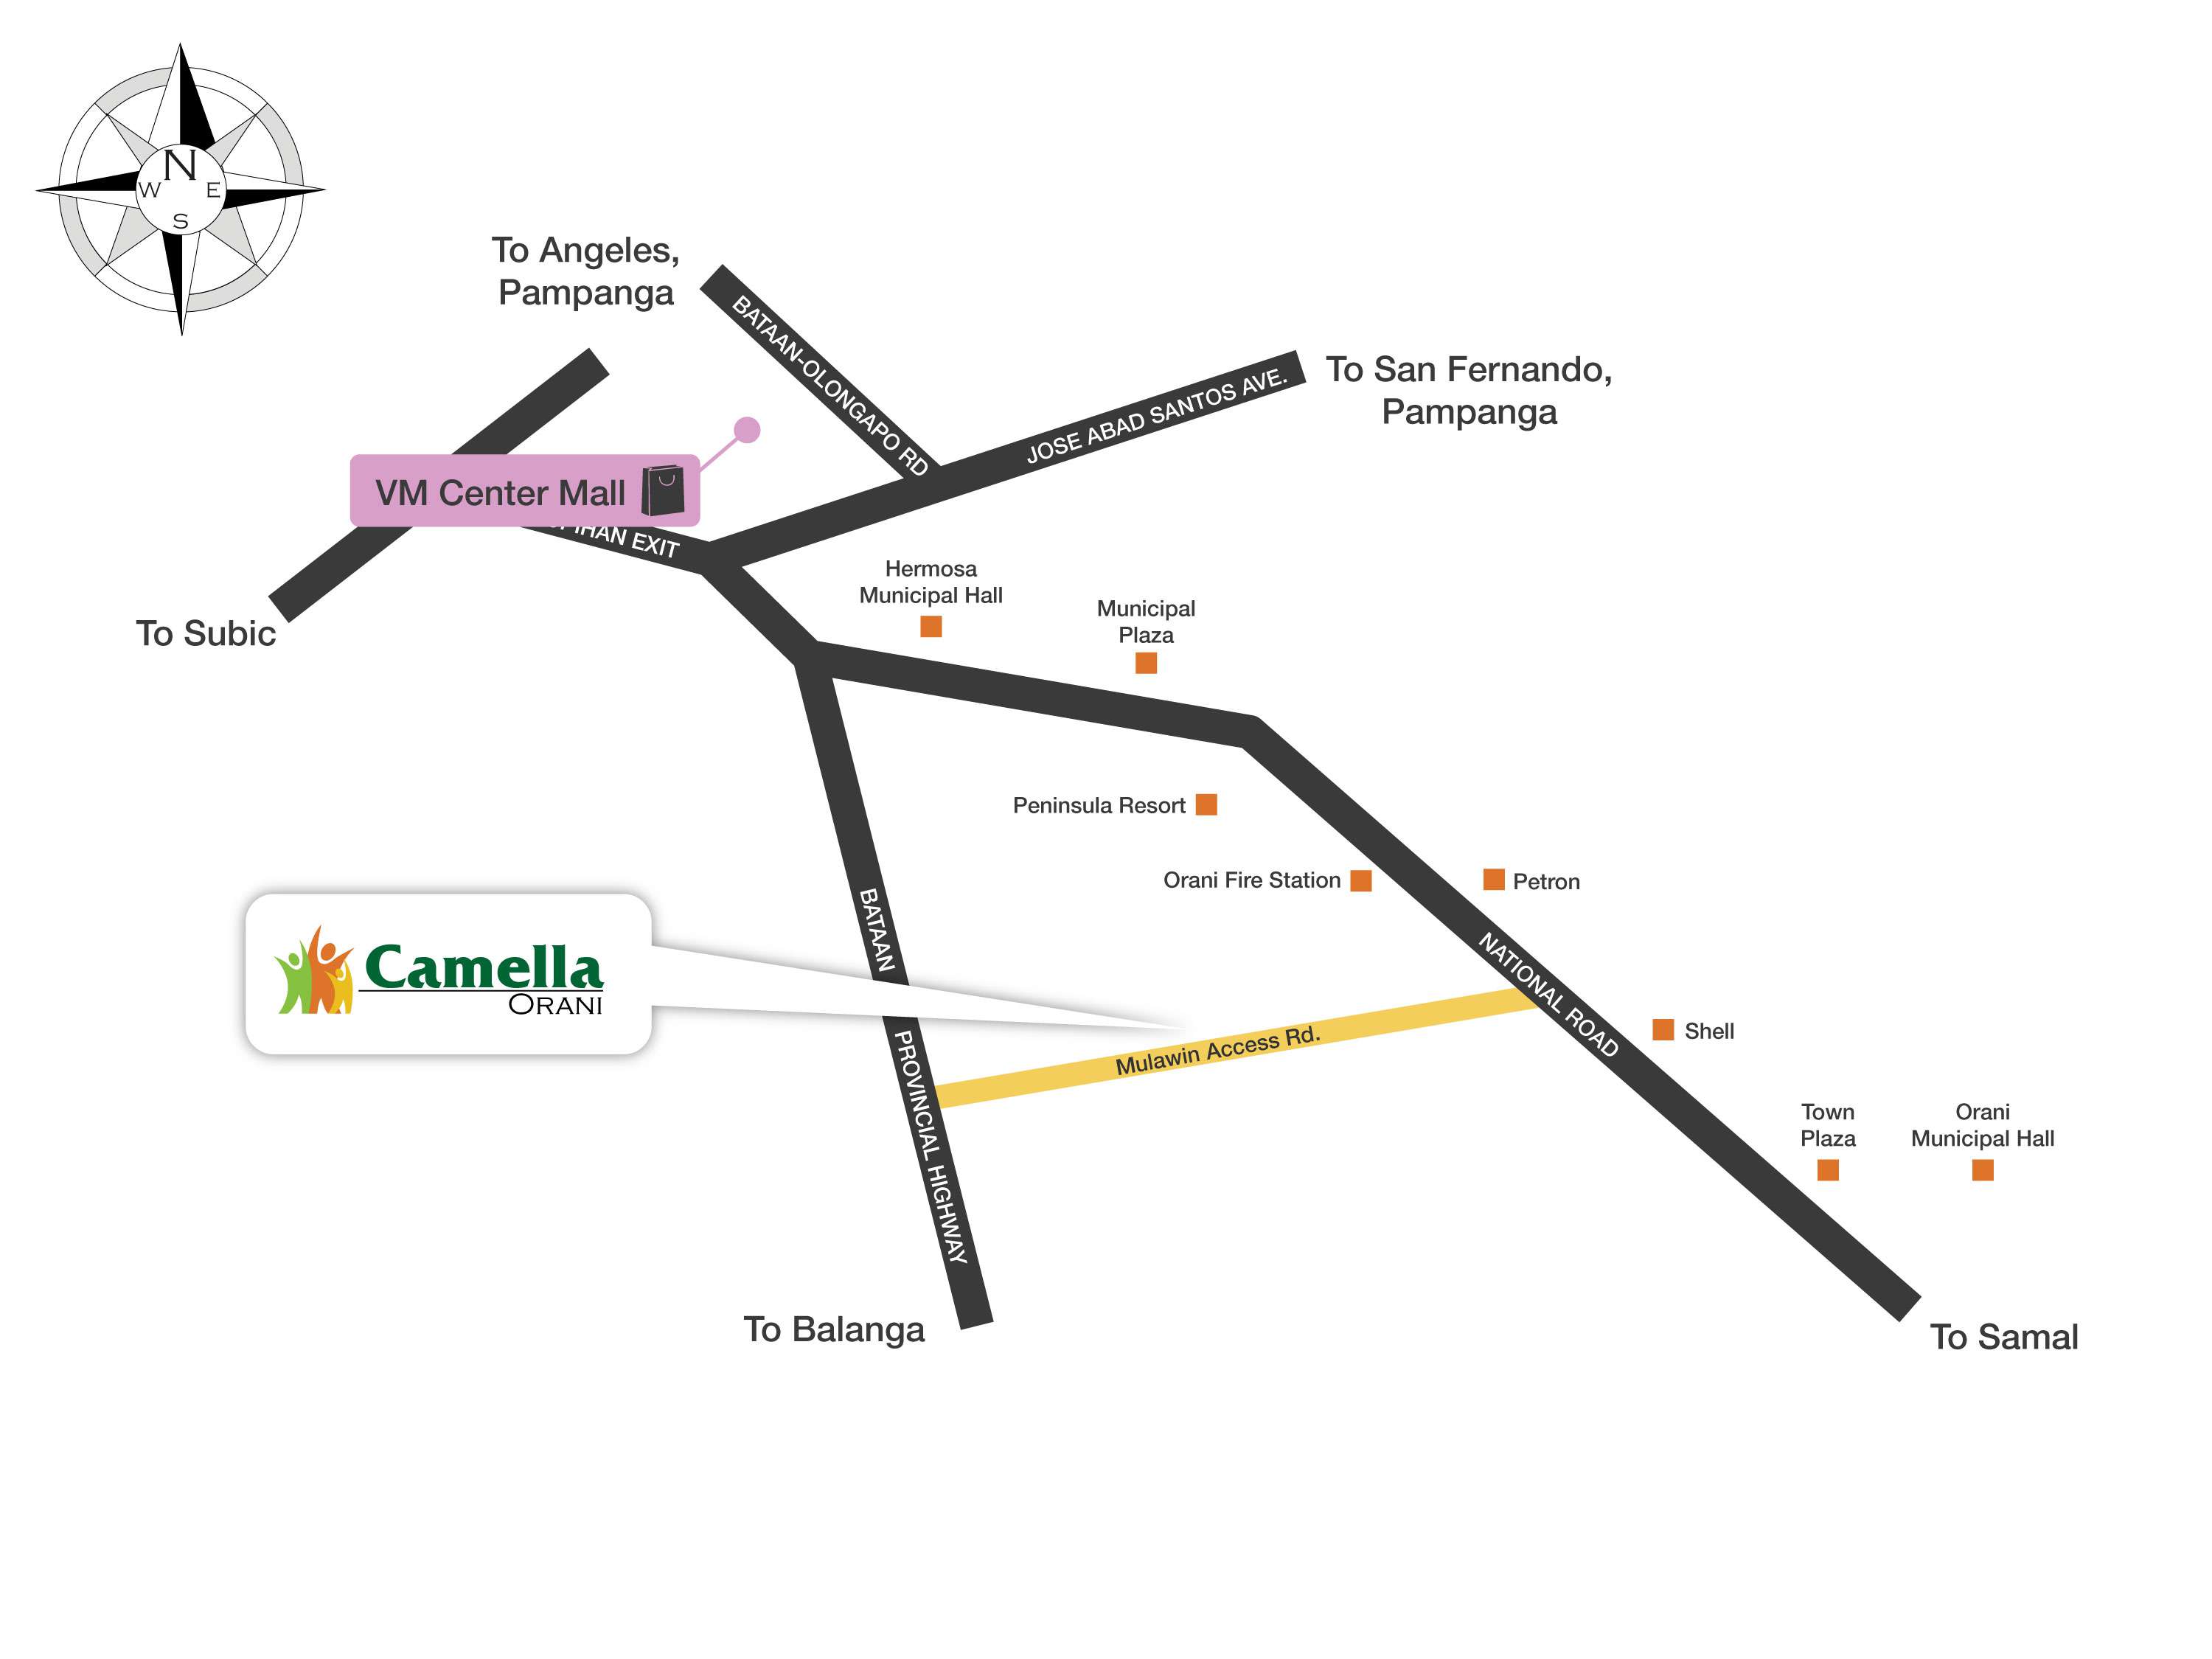 N
W E
S
To Angeles,
Pampanga
BATAAN-OLONGAPO RD
JOSE ABAD SANTOS AVE.
To San Fernando,
Pampanga
VM Center Mall
EXIT
To Subic
Hermosa
Municipal Hall
Municipal
Plaza
Peninsula Resort
Orani Fire Station
Petron
BATAAN
PROVINCIAL HIGHWAY
NATIONAL ROAD
Camella
ORANI
Mulawin Access Rd.
Shell
Town
Plaza
Orani
Municipal Hall
To Balanga
To Samal